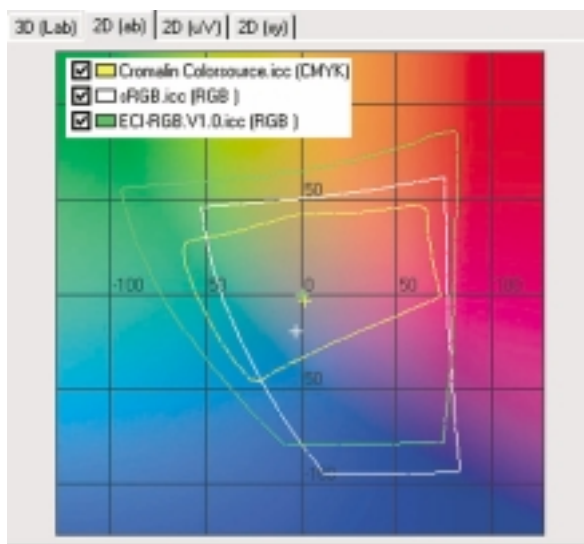 3D (Lab) 2D (ab) 2D (u'v') 2D (xy)
Cromalin Colorsource.icc (CMYK)
sRGB.icc (RGB )
ECI-RGB.V1.0.icc (RGB )
50
-100 50 0 50 100
50
-100